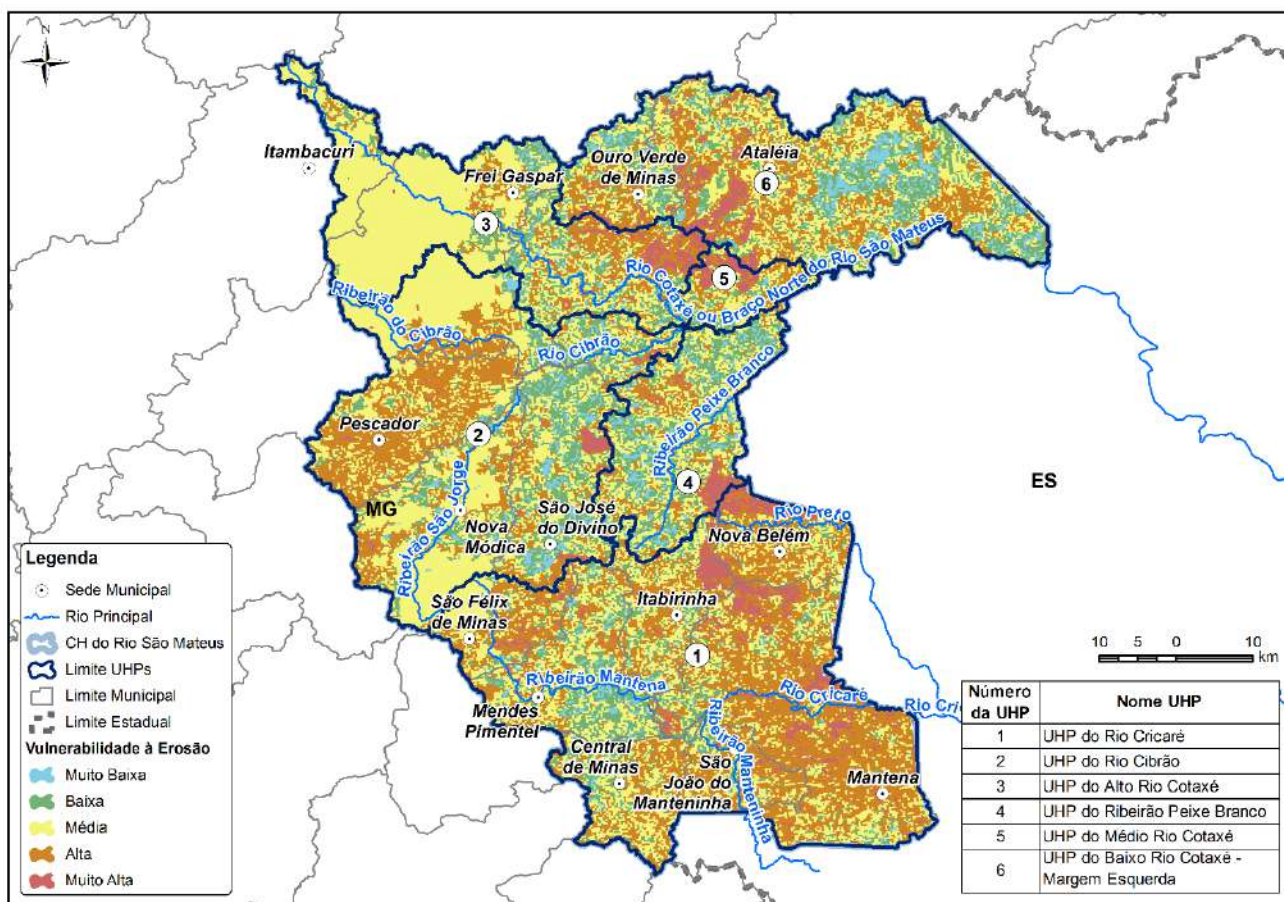 N
Itambacuri
Frei Gaspar
Ouro Verde
de Minas
Ataléia
6
3
5
Rio Cotaxe ou Braço Norte do Rio São Mateus
Ribeirão do Cibrão
Rio Cibrão
Ribeirão Peixe Branco
Pescador
2
4
ES
MG
Ribeirão São Jorge
Nova
Módica
São José
do Divino
Rio Preto
Nova Belém
São Félix
de Minas
Itabirinha
1
Ribeirão Mantena
Rio Cricaré
Rio Cri
Mendes
Pimentel
Ribeirão Manteninha
Central
de Minas
São
João do
Manteninha
Mantena
Legenda
Sede Municipal
Rio Principal
CH do Rio São Mateus
Limite UHPs
Limite Municipal
Limite Estadual
Vulnerabilidade à Erosão
Muito Baixa
Baixa
Média
Alta
Muito Alta
10 5 0 10
km
Número da UHP Nome UHP
1 UHP do Rio Cricaré
2 UHP do Rio Cibrão
3 UHP do Alto Rio Cotaxé
4 UHP do Ribeirão Peixe Branco
5 UHP do Médio Rio Cotaxé
6 UHP do Baixo Rio Cotaxé -
Margem Esquerda